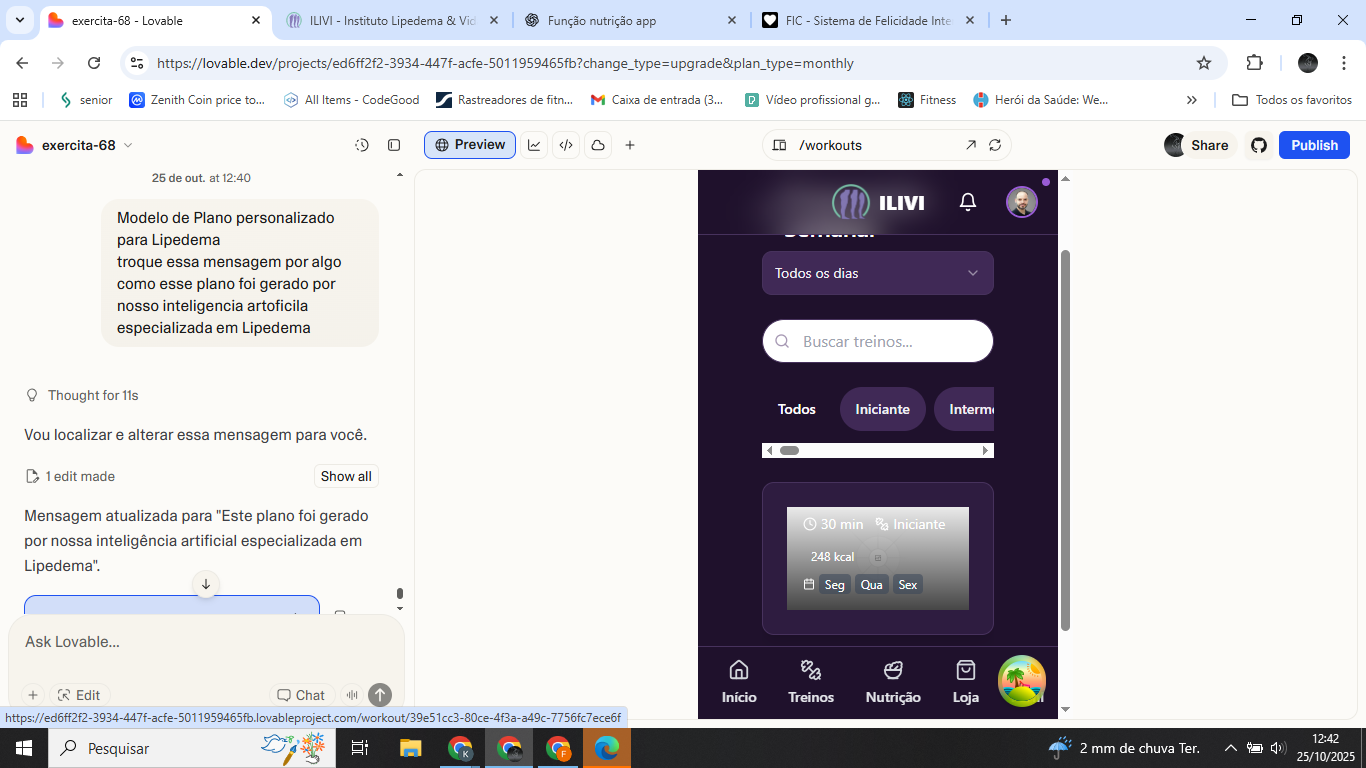 exercita-68 - Lovable
ILIVI - Instituto Lipedema & Vid
Função nutrição app
FIC - Sistema de Felicidade Inte
https://lovable.dev/projects/ed6ff2f2-3934-447f-acfe-5011959465fb?change_type=upgrade&plan_type=monthly
senior
Zenith Coin price to...
All Items - CodeGood
Rastreadores de fitn...
Caixa de entrada (3...
Vídeo profissional g...
Fitness
Herói da Saúde: We...
Todos os favoritos
exercita-68
Preview
/workouts
Share
Publish
25 de out. at 12:40
Modelo de Plano personalizado
para Lipedema
troque essa mensagem por algo
como esse plano foi gerado por
nosso inteligencia artoficila
especializada em Lipedema
Thought for 11s
Vou localizar e alterar essa mensagem para você.
1 edit made
Show all
Mensagem atualizada para "Este plano foi gerado
por nossa inteligência artificial especializada em
Lipedema".
Ask Lovable...
Edit
Chat
https://ed6ff2f2-3934-447f-acfe-5011959465fb.lovableproject.com/workout/39e51cc3-80ce-4f3a-a49c-7756fc7ece6f
ILIVI
Semanal
Todos os dias
Buscar treinos...
Todos
Iniciante
Interme
30 min
Iniciante
248 kcal
Seg
Qua
Sex
Início
Treinos
Nutrição
Loja
Pesquisar
2 mm de chuva Ter.
12:42
25/10/2025